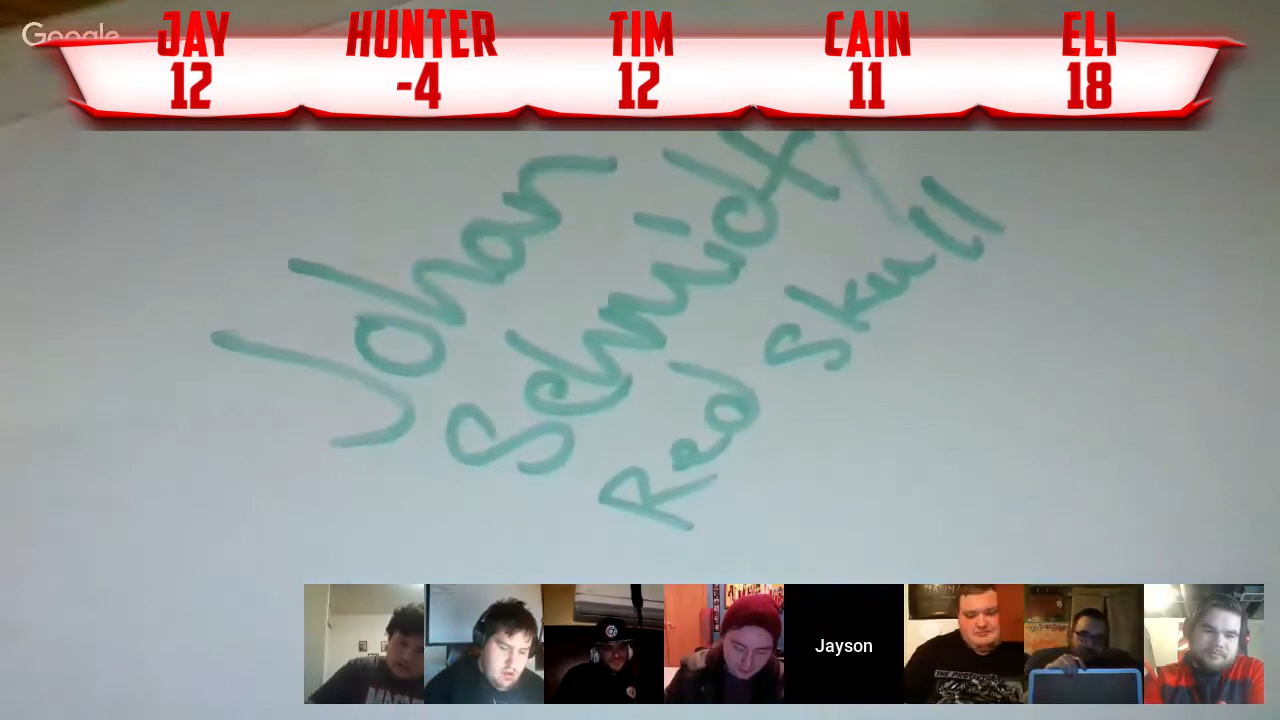 Google
JAY HUNTER TIM CAIN ELI
12 -4 12 11 18
Johan
Schmidt
Red Skull
Jayson